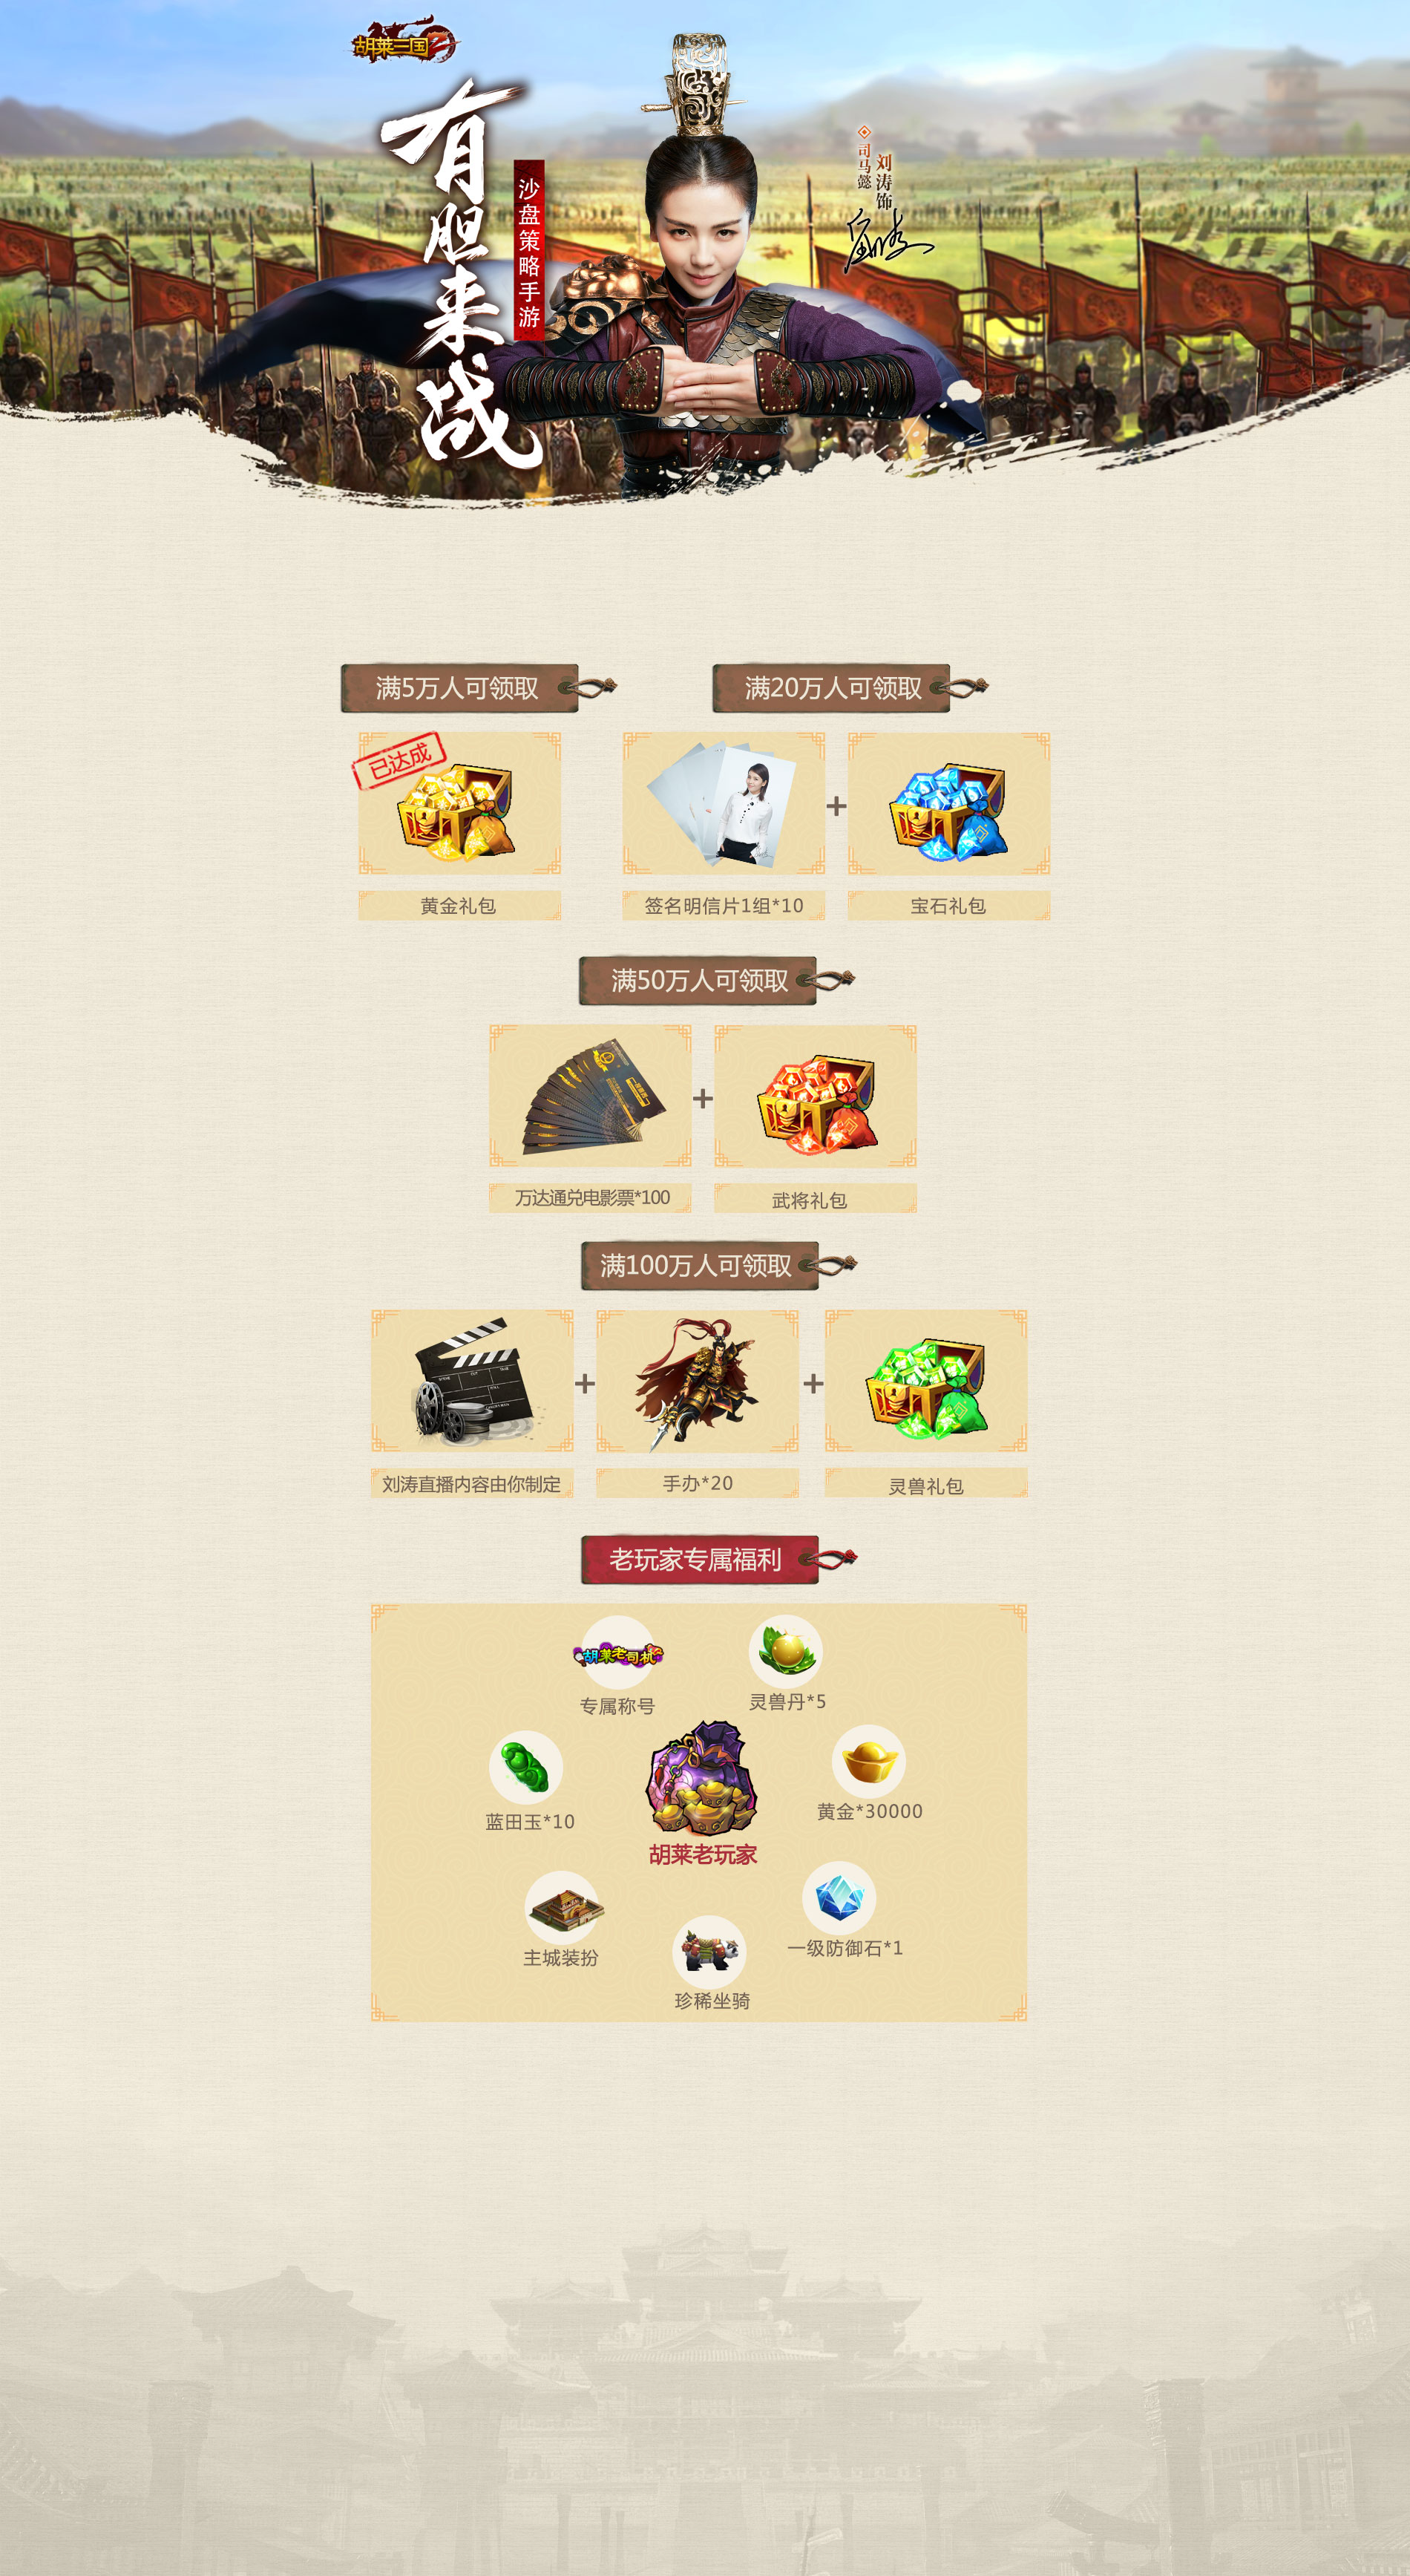 胡莱三国2
有胆来战
沙盘策略手游
司马懿
刘涛饰
满5万人可领取
满20万人可领取
已达成
黄金礼包
签名明信片1组*10
+
宝石礼包
满50万人可领取
+
万达通兑电影票*100
武将礼包
满100万人可领取
+
+
刘涛直播内容由你制定
手办*20
灵兽礼包
老玩家专属福利
胡莱老司机
专属称号
灵兽丹*5
蓝田玉*10
黄金*30000
胡莱老玩家
主城装扮
一级防御石*1
珍稀坐骑